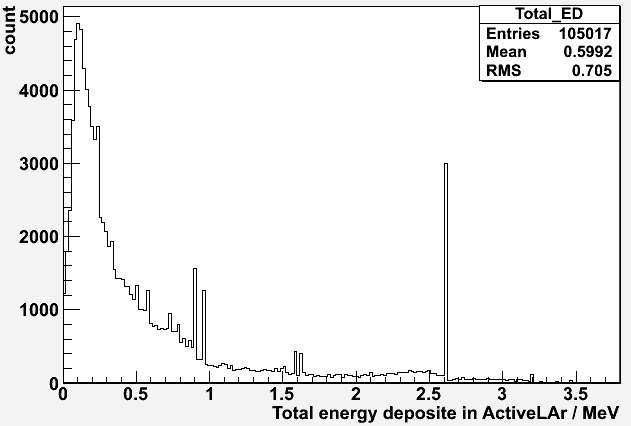 Total_ED
Entries 105017
Mean 0.5992
RMS 0.705
count
5000
4000
3000
2000
1000
0
0 0.5 1 1.5 2 2.5 3 3.5
Total energy deposite in ActiveLAr / MeV